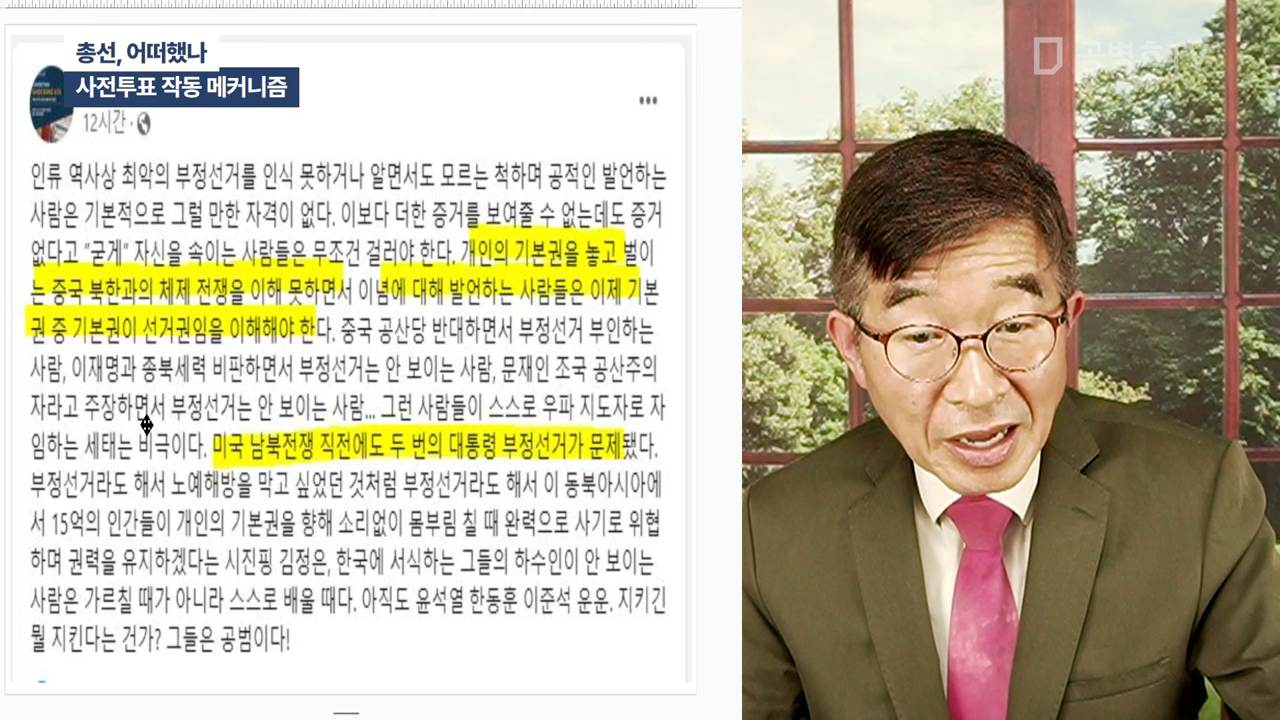 총선, 어떠했나
사전투표 작동 메커니즘
12시간
인류 역사상 최악의 부정선거를 인식 못하거나 알면서도 모르는 척하며 공적인 발언하는
사람은 기본적으로 그럴 만한 자격이 없다. 이보다 더한 증거를 보여줄 수 없는데도 증거
없다고 "굳게" 자신을 속이는 사람들은 무조건 걸러야 한다. 개인의 기본권을 놓고 벌이
는 중국 북한과의 체제 전쟁을 이해 못하면서 이념에 대해 발언하는 사람들은 이제 기본
권 중 기본권이 선거권임을 이해해야 한다. 중국 공산당 반대하면서 부정선거 부인하는
사람, 이재명과 종북세력 비판하면서 부정선거는 안 보이는 사람, 문재인 조국 공산주의
자라고 주장하면서 부정선거는 안 보이는 사람... 그런 사람들이 스스로 우파 지도자로 자
임하는 세대는 비극이다. 미국 남북전쟁 직전에도 두 번의 대통령 부정선거가 문제됐다.
부정선거라도 해서 노예해방을 막고 싶었던 것처럼 부정선거라도 해서 이 동북아시아에
서 15억의 인간들이 개인의 기본권을 향해 소리없이 몸부림 칠 때 완력으로 사기로 위협
하며 권력을 유지하겠다는 시진핑 김정은, 한국에 서식하는 그들의 하수인이 안 보이는
사람은 가르칠 때가 아니라 스스로 배울 때다. 아직도 윤석열 한동훈 이준석 운운. 지키긴
뭘 지킨다는 건가? 그들은 공범이다!
공병호TV